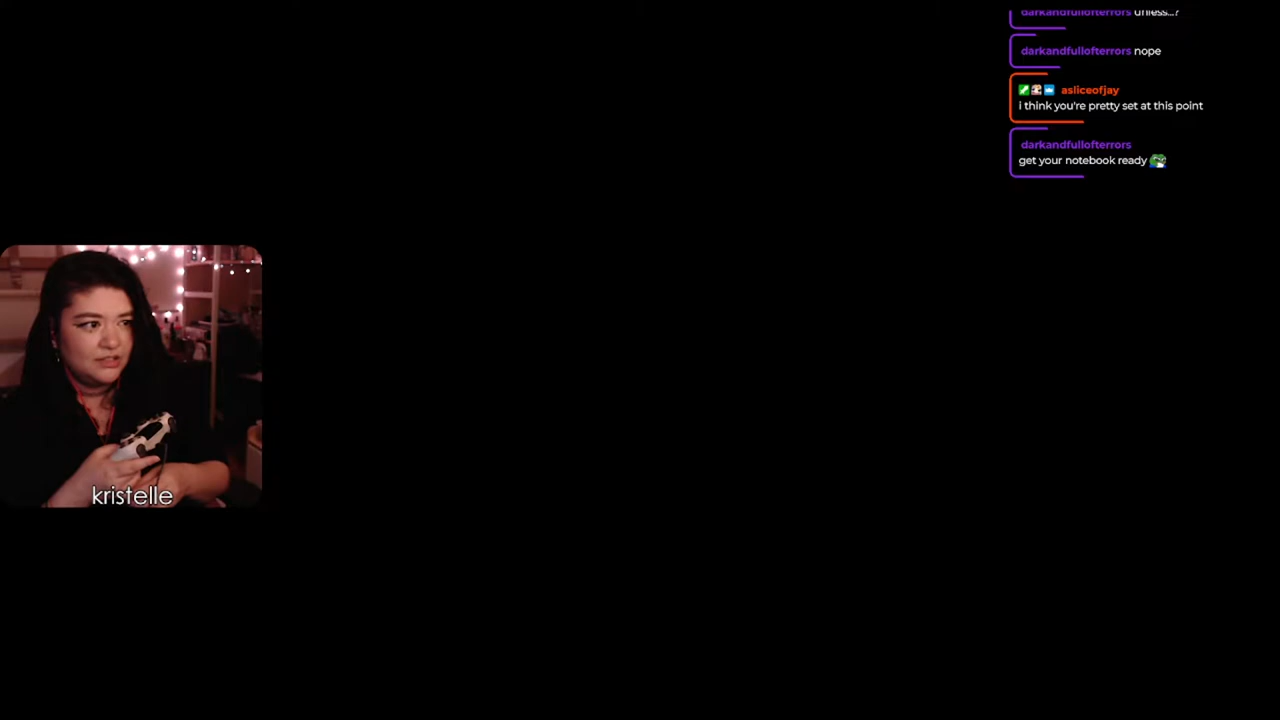 darkandfullofterrors unless...?
darkandfullofterrors nope
asliceofjay
i think you're pretty set at this point
darkandfullofterrors
get your notebook ready
kristelle